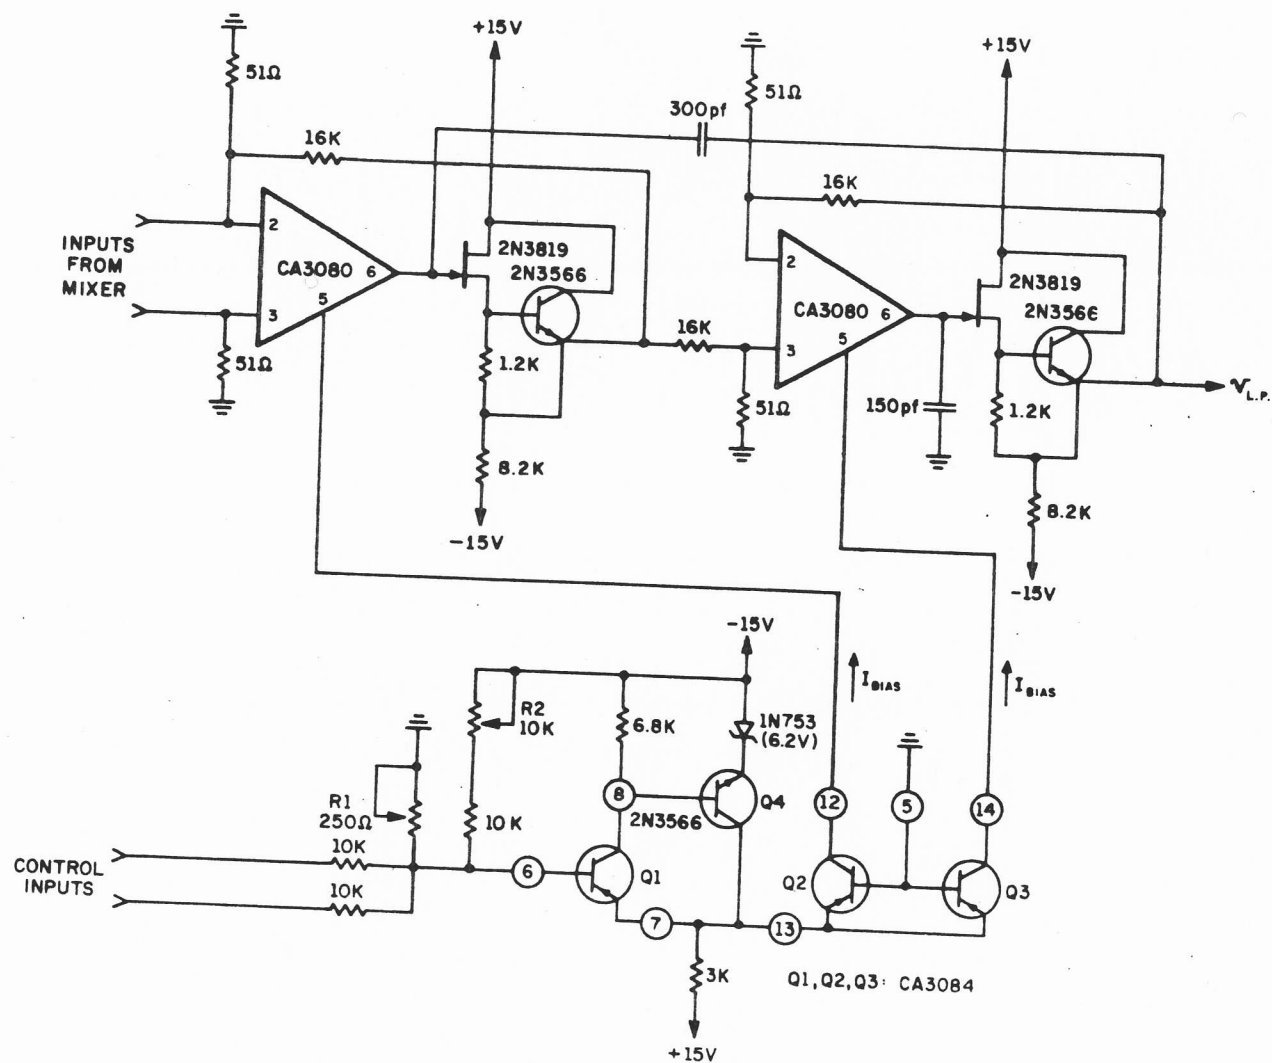 +15V
51Ω
16K
INPUTS
FROM
MIXER
2
3
CA3080
6
5
51Ω
2N3819
2N3566
1.2K
8.2K
-15V
300pf
51Ω
+15V
16K
16K
51Ω
2
3
CA3080
6
5
150pf
2N3819
2N3566
1.2K
8.2K
-15V
V L.P.
-15V
R2
10K
6.8K
1N753
(6.2V)
I BIAS
I BIAS
R1
250Ω
10K
8
2N3566
Q4
12
5
14
CONTROL
INPUTS
10K
10K
6
Q1
Q2
Q3
7
13
3K
+15V
Q1,Q2,Q3: CA3084